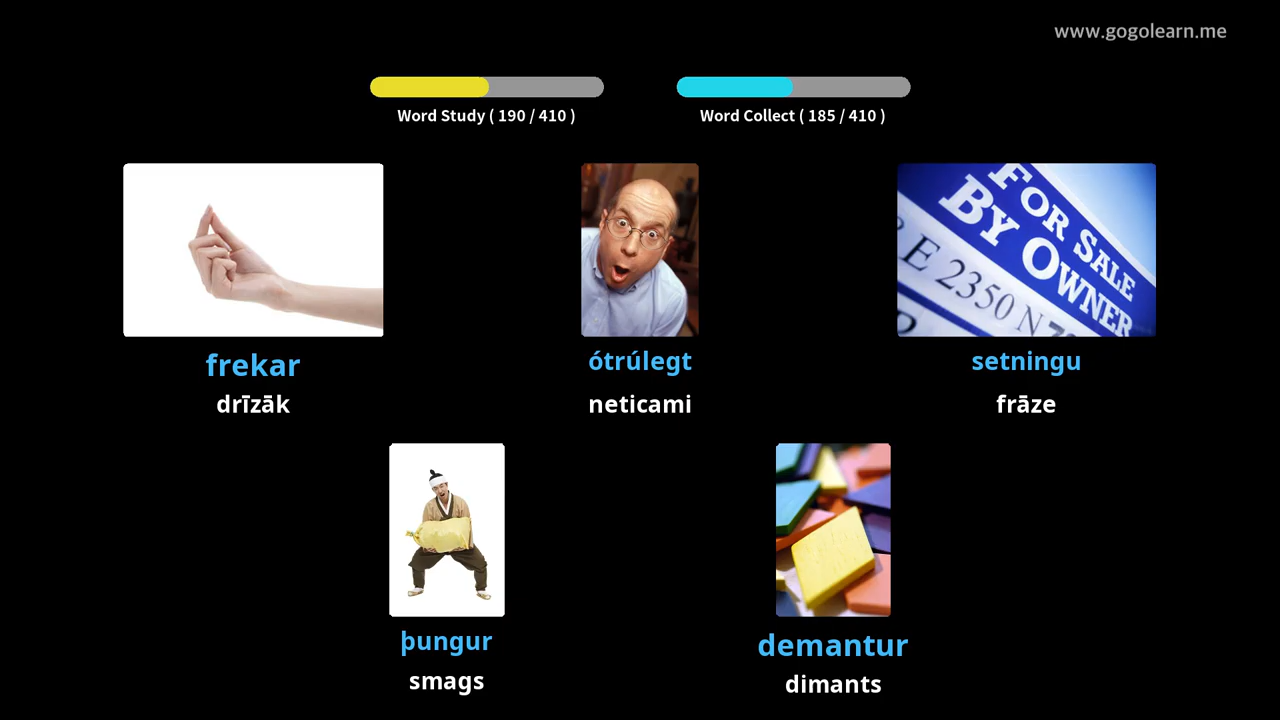 www.gogolearn.me
Word Study ( 190 / 410 )
Word Collect ( 185 / 410 )
FOR SALE
BY OWNER
E 2350 N
frekar
drīzāk
ótrúlegt
neticami
setningu
frāze
þungur
smags
demantur
dimants